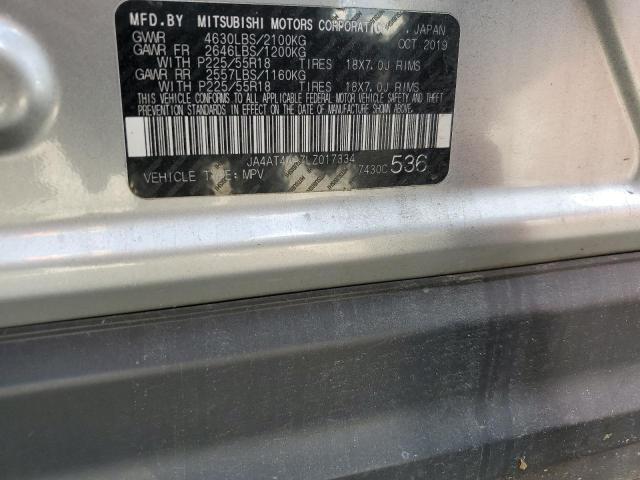 MFD.BY MITSUBISHI MOTORS CORPORATION, JAPAN
GVWR 4630LBS/2100KG OCT 2019
GAWR FR 2646LBS/1200KG
WITH P225/55R18 TIRES 18X7.0J RIMS
GAWR RR 2557LBS/1160KG
WITH P225/55R18 TIRES 18X7.0J RIMS
THIS VEHICLE CONFORMS TO ALL APPLICABLE FEDERAL MOTOR VEHICLE SAFETY AND THEFT
PREVENTION STANDARDS IN EFFECT ON THE DATE OF MANUFACTURE SHOWN ABOVE.
VEHICLE TYPE:MPV 7430C 536